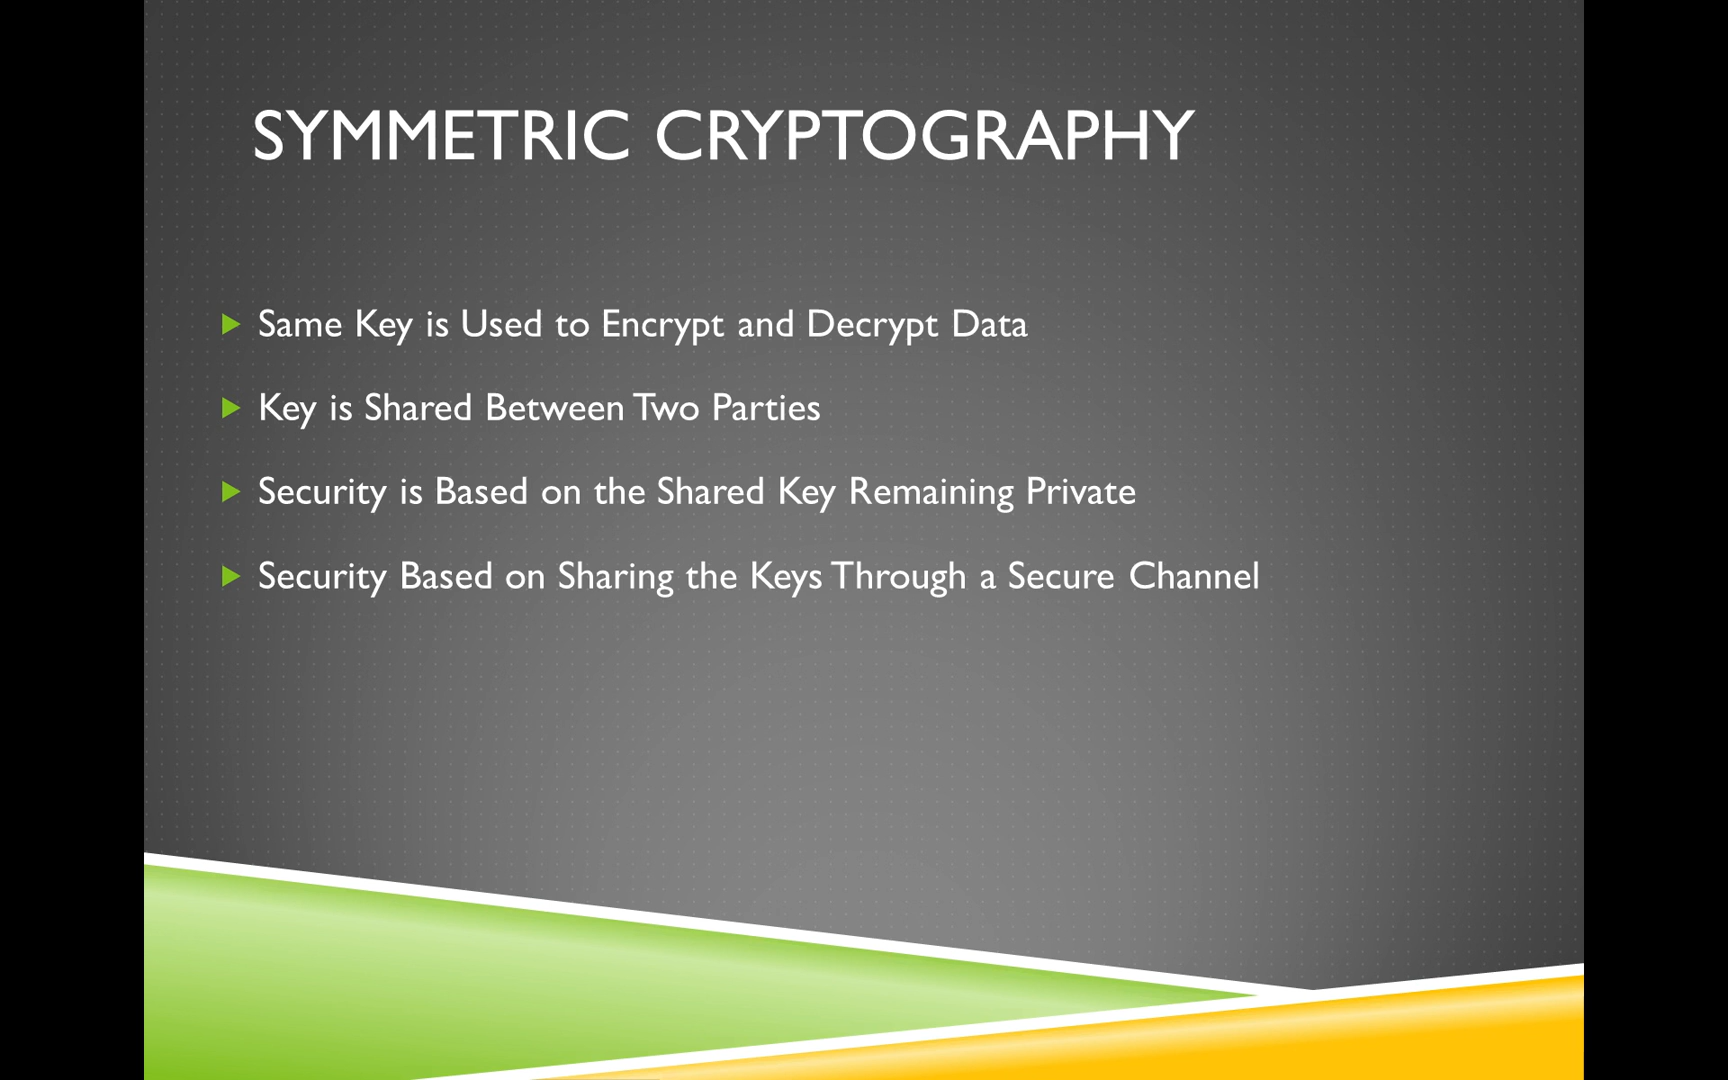 SYMMETRIC CRYPTOGRAPHY
Same Key is Used to Encrypt and Decrypt Data
Key is Shared Between Two Parties
Security is Based on the Shared Key Remaining Private
Security Based on Sharing the Keys Through a Secure Channel